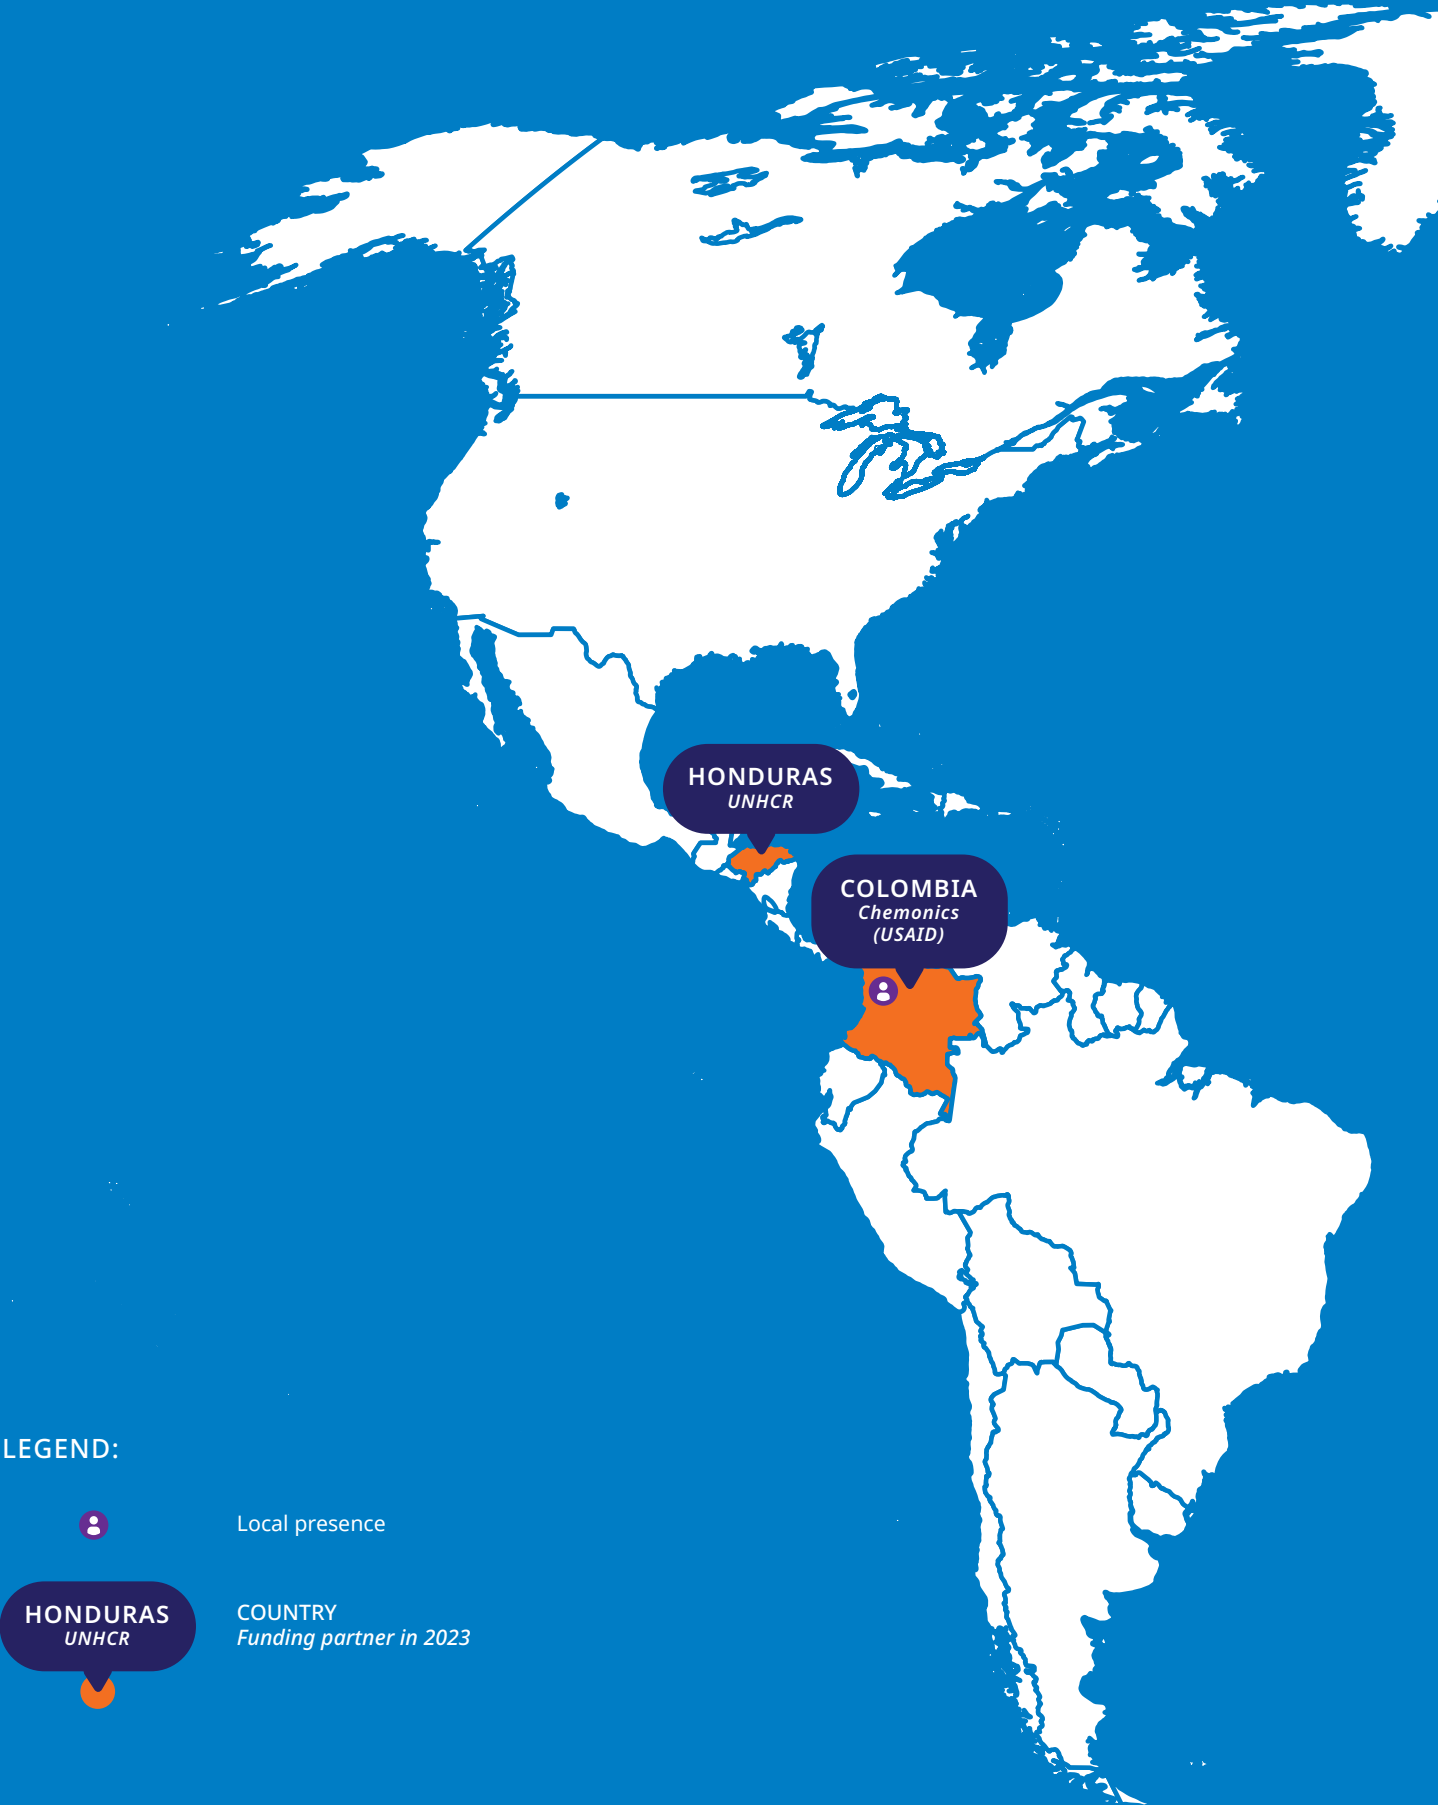 HONDURAS
UNHCR
COLOMBIA
Chemonics
(USAID)
LEGEND:
Local presence
HONDURAS
UNHCR
COUNTRY
Funding partner in 2023